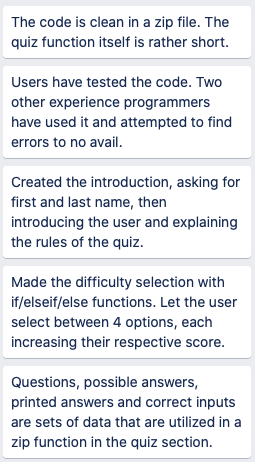 The code is clean in a zip file. The
quiz function itself is rather short.
Users have tested the code. Two
other experience programmers
have used it and attempted to find
errors to no avail.
Created the introduction, asking for
first and last name, then
introducing the user and explaining
the rules of the quiz.
Made the difficulty selection with
if/elseif/else functions. Let the user
select between 4 options, each
increasing their respective score.
Questions, possible answers,
printed answers and correct inputs
are sets of data that are utilized in a
zip function in the quiz section.